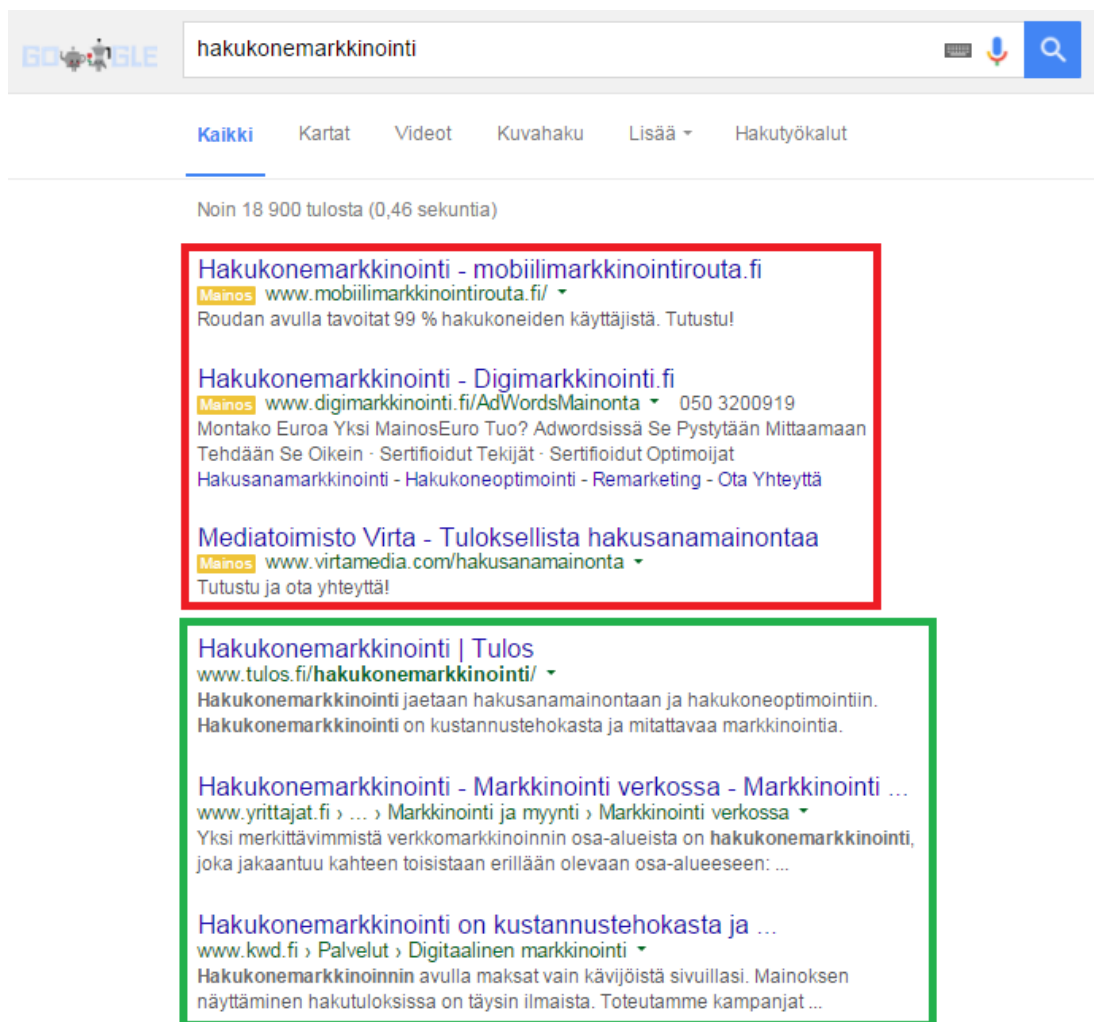 GOOGLE
hakukonemarkkinointi
Kaikki Kartat Videot Kuvahaku Lisää Hakutyökalut
Noin 18 900 tulosta (0,46 sekuntia)
Hakukonemarkkinointi - mobiilimarkkinointirouta.fi
Mainos www.mobiilimarkkinointirouta.fi/
Roudan avulla tavoitat 99 % hakukoneiden käyttäjistä. Tutustu!
Hakukonemarkkinointi - Digimarkkinointi.fi
Mainos www.digimarkkinointi.fi/AdWordsMainonta 050 3200919
Montako Euroa Yksi MainosEuro Tuo? Adwordsissä Se Pystytään Mittaamaan
Tehdään Se Oikein · Sertifioidut Tekijät · Sertifioidut Optimoijat
Hakusanamarkkinointi - Hakukoneoptimointi - Remarketing - Ota Yhteyttä
Mediatoimisto Virta - Tuloksellista hakusanamainontaa
Mainos www.virtamedia.com/hakusanamainonta
Tutustu ja ota yhteyttä!
Hakukonemarkkinointi | Tulos
www.tulos.fi/hakukonemarkkinointi/
Hakukonemarkkinointi jaetaan hakusanamainontaan ja hakukoneoptimointiin.
Hakukonemarkkinointi on kustannustehokasta ja mitattavaa markkinointia.
Hakukonemarkkinointi - Markkinointi verkossa - Markkinointi ...
www.yrittajat.fi › ... › Markkinointi ja myynti › Markkinointi verkossa
Yksi merkittävimmistä verkkomarkkinoinnin osa-alueista on hakukonemarkkinointi,
joka jakaantuu kahteen toisistaan erillään olevaan osa-alueeseen: ...
Hakukonemarkkinointi on kustannustehokasta ja ...
www.kwd.fi › Palvelut › Digitaalinen markkinointi
Hakukonemarkkinoinnin avulla maksat vain kävijöistä sivuillasi. Mainoksen
näyttäminen hakutuloksissa on täysin ilmaista. Toteutamme kampanjat ...